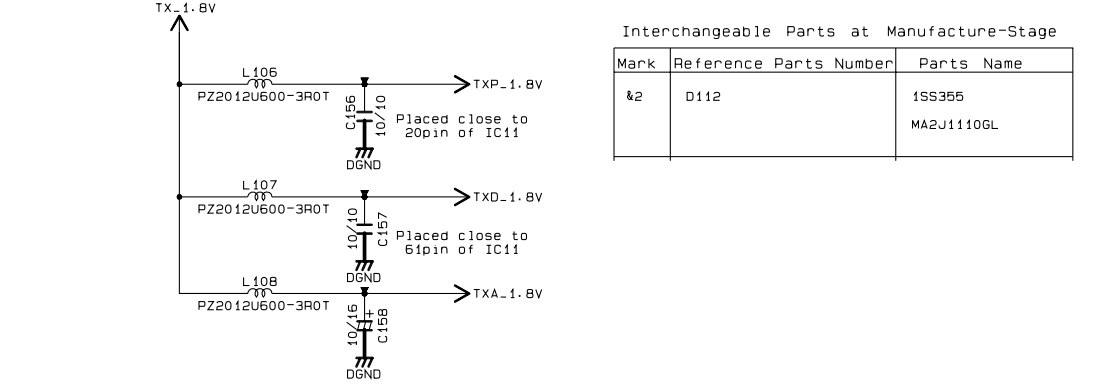 TX_1.8V
L106
PZ2012U600-3R0T
C156
10/10
TXP_1.8V
Placed close to
20pin of IC11
DGND
L107
PZ2012U600-3R0T
10/10
C157
TXD_1.8V
Placed close to
61pin of IC11
DGND
L108
PZ2012U600-3R0T
10/16
+
C158
TXA_1.8V
DGND
Interchangeable Parts at Manufacture-Stage
Mark Reference Parts Number Parts Name
&2 D112 1SS355
MA2J1110GL